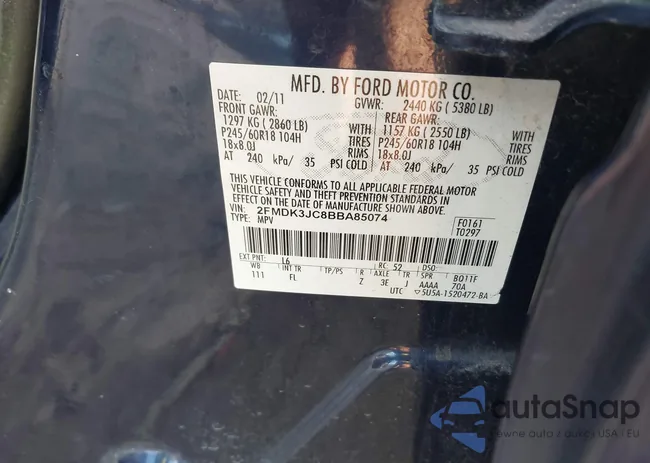 MFD. BY FORD MOTOR CO.
DATE: 02/11 GVWR: 2440 KG ( 5380 LB)
FRONT GAWR: REAR GAWR:
1297 KG ( 2860 LB) WITH 1157 KG ( 2550 LB) WITH
P245/60R18 104H TIRES P245/60R18 104H TIRES
18x8.0J RIMS 18x8.0J RIMS
AT 240 kPa/ 35 PSI COLD AT 240 kPa/ 35 PSI COLD
THIS VEHICLE CONFORMS TO ALL APPLICABLE FEDERAL MOTOR
VEHICLE SAFETY AND THEFT PREVENTION STANDARDS IN
EFFECT ON THE DATE OF MANUFACTURE SHOWN ABOVE.
VIN: 2FMDK3JC8BBA85074 F0161
TYPE: MPV T0297
EXT PNT: L6 RC: 52 DSO:
WB INT TR TP/PS R AXLE TR SPR B011F
111 FL Z 3E J AAAA 70A
UTC 5U5A-1520472-BA
autaSnap
USA - EU